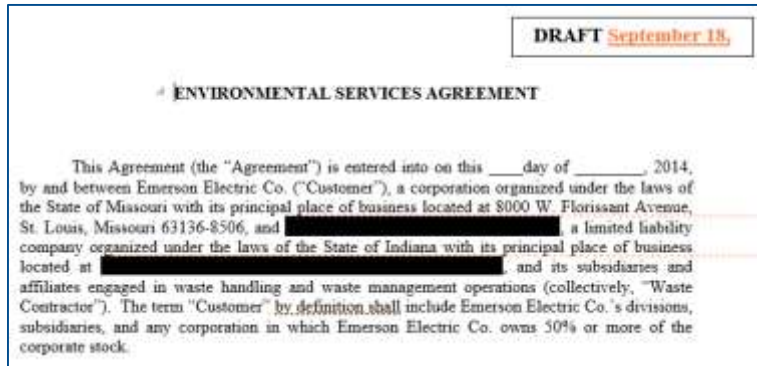 DRAFT September 18,
ENVIRONMENTAL SERVICES AGREEMENT
This Agreement (the “Agreement”) is entered into on this ____day of _______, 2014,
by and between Emerson Electric Co. (“Customer”), a corporation organized under the laws of
the State of Missouri with its principal place of business located at 8000 W. Florissant Avenue,
St. Louis, Missouri 63136-8506, and , a limited liability
company organized under the laws of the State of Indiana with its principal place of business
located at , and its subsidiaries and
affiliates engaged in waste handling and waste management operations (collectively, “Waste
Contractor”). The term “Customer” by definition shall include Emerson Electric Co.’s divisions,
subsidiaries, and any corporation in which Emerson Electric Co. owns 50% or more of the
corporate stock.